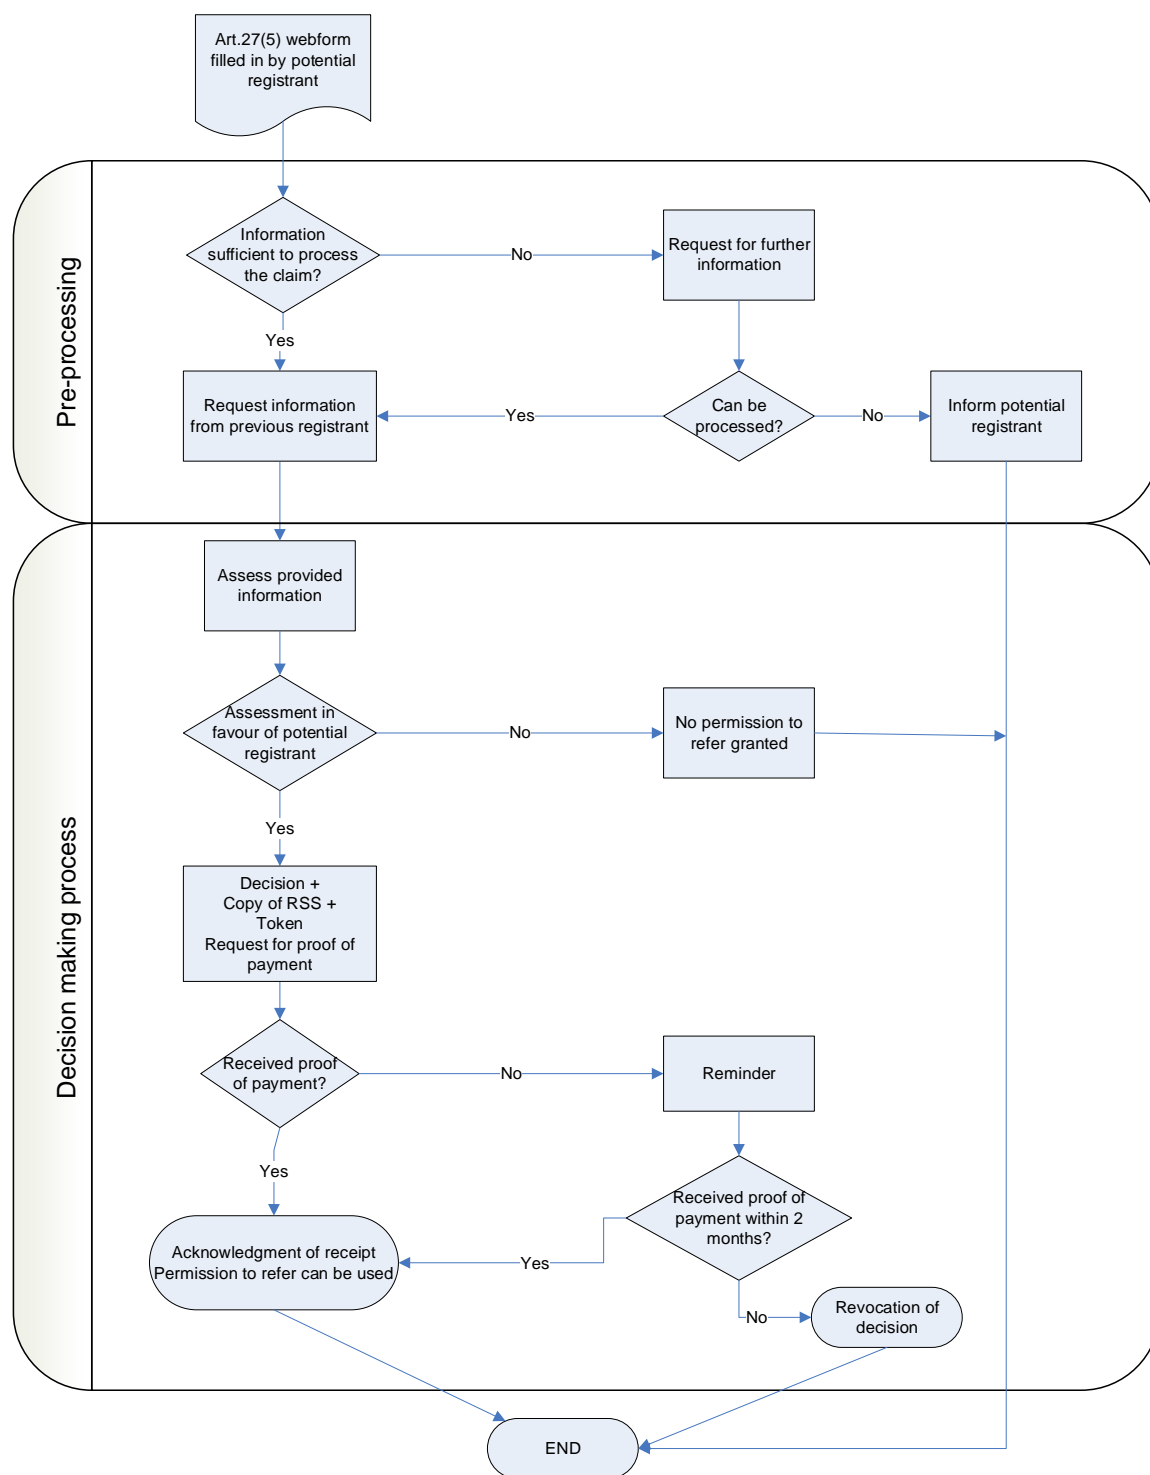 Art.27(5) webform
filled in by potential
registrant
Pre-processing
Information
sufficient to process
the claim?
No
Request for further
information
Yes
Request information
from previous registrant
Yes
Can be
processed?
No
Inform potential
registrant
Decision making process
Assess provided
information
Assessment in
favour of potential
registrant
No
No permission to
refer granted
Yes
Decision +
Copy of RSS +
Token
Request for proof of
payment
Received proof
of payment?
No
Reminder
Yes
Received proof of
payment within 2
months?
Acknowledgment of receipt
Permission to refer can be used
Yes
No
Revocation of
decision
END